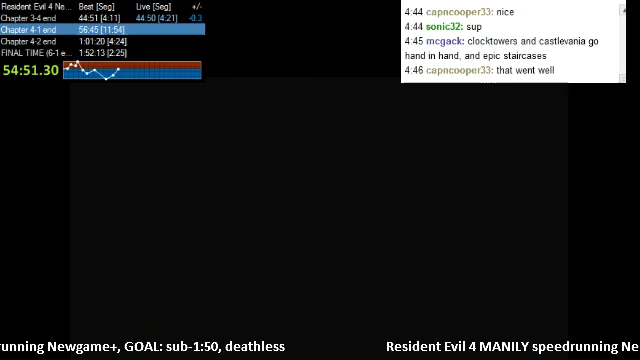 Resident Evil 4 Ne... Best [Seg] Live [Seg] +/-
Chapter 3-4 end 44:51 [4:11] 44:50 [4:21] -0.3
Chapter 4-1 end 56:45 [11:54]
Chapter 4-2 end 1:01:20 [4:24]
FINAL TIME (6-1 e... 1:52:13 [2:25]
54:51.30
4:44 capncooper33: nice
4:44 sonic32: sup
4:45 mcgack: clocktowers and castlevania go
hand in hand, and epic staircases
4:46 capncooper33: that went well
running Newgame+, GOAL: sub-1:50, deathless
Resident Evil 4 MANILY speedrunning Ne